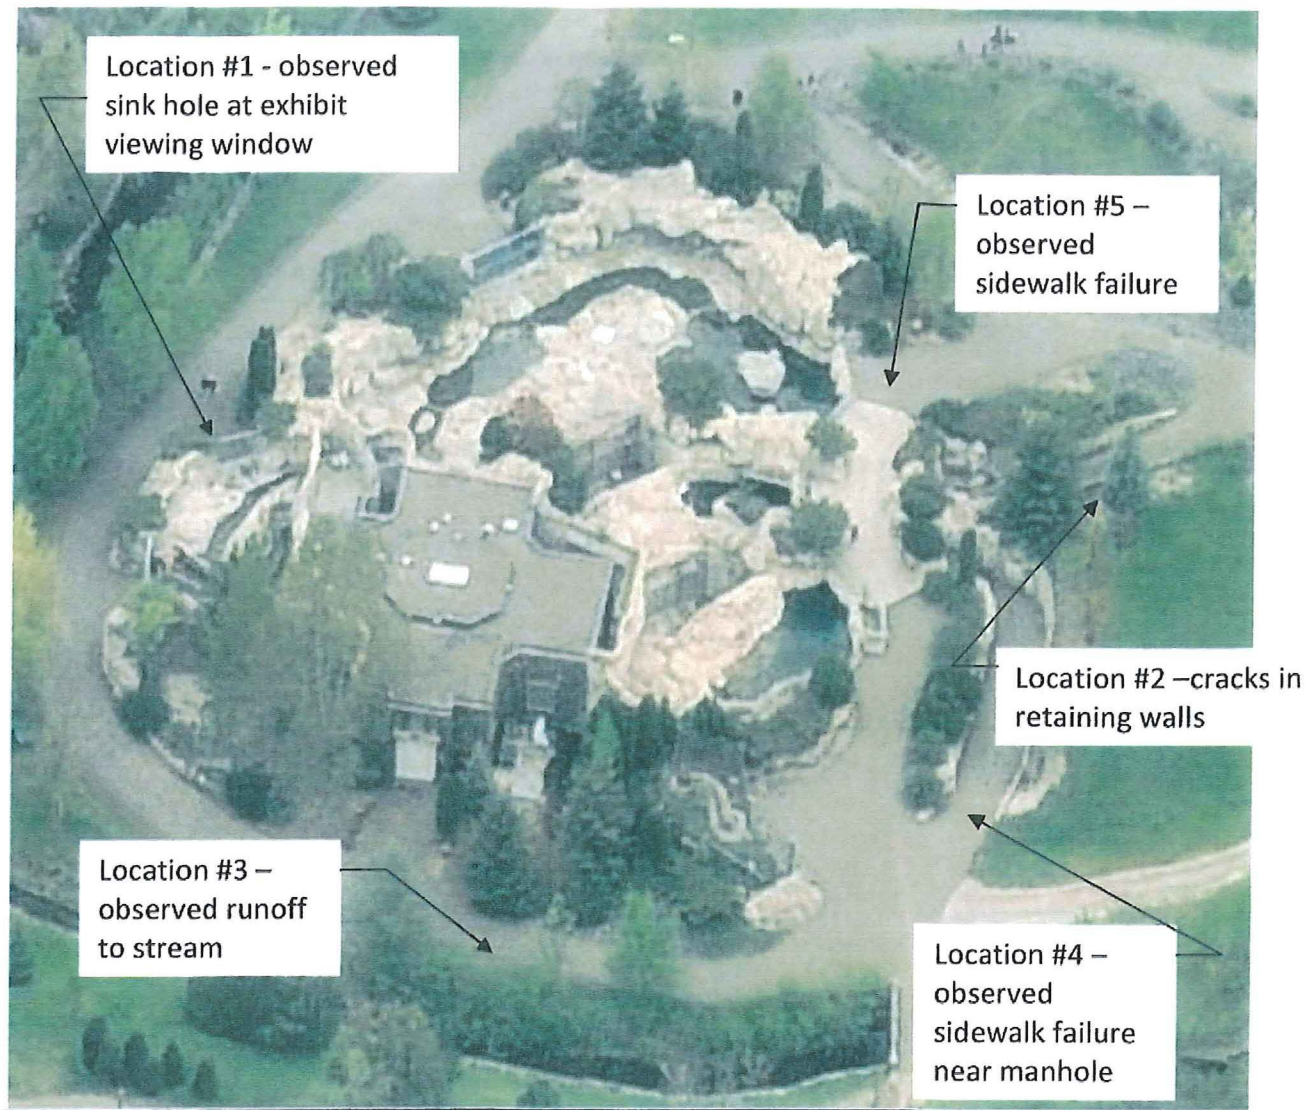 Location #1 - observed
sink hole at exhibit
viewing window
Location #5 –
observed
sidewalk failure
Location #2 –cracks in
retaining walls
Location #3 –
observed runoff
to stream
Location #4 –
observed
sidewalk failure
near manhole